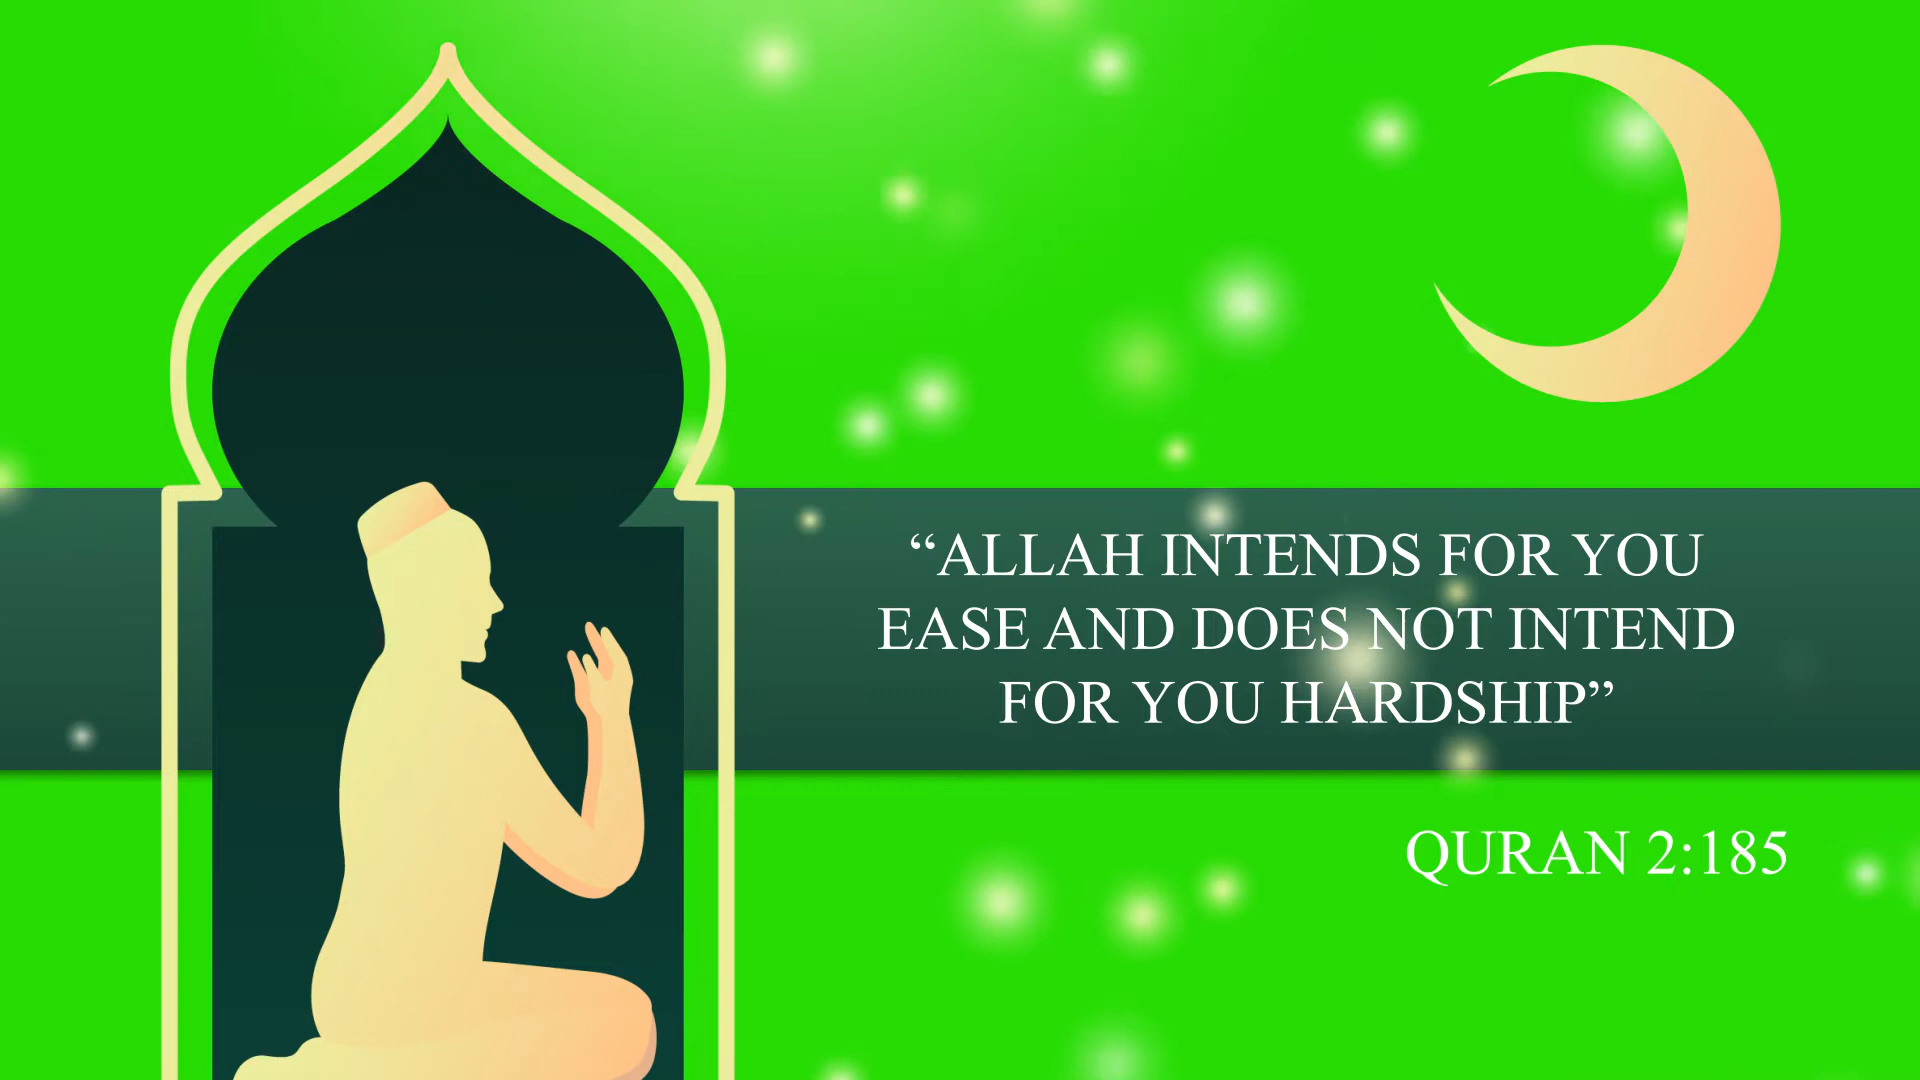 “ALLAH INTENDS FOR YOU
EASE AND DOES NOT INTEND
FOR YOU HARDSHIP”
QURAN 2:185